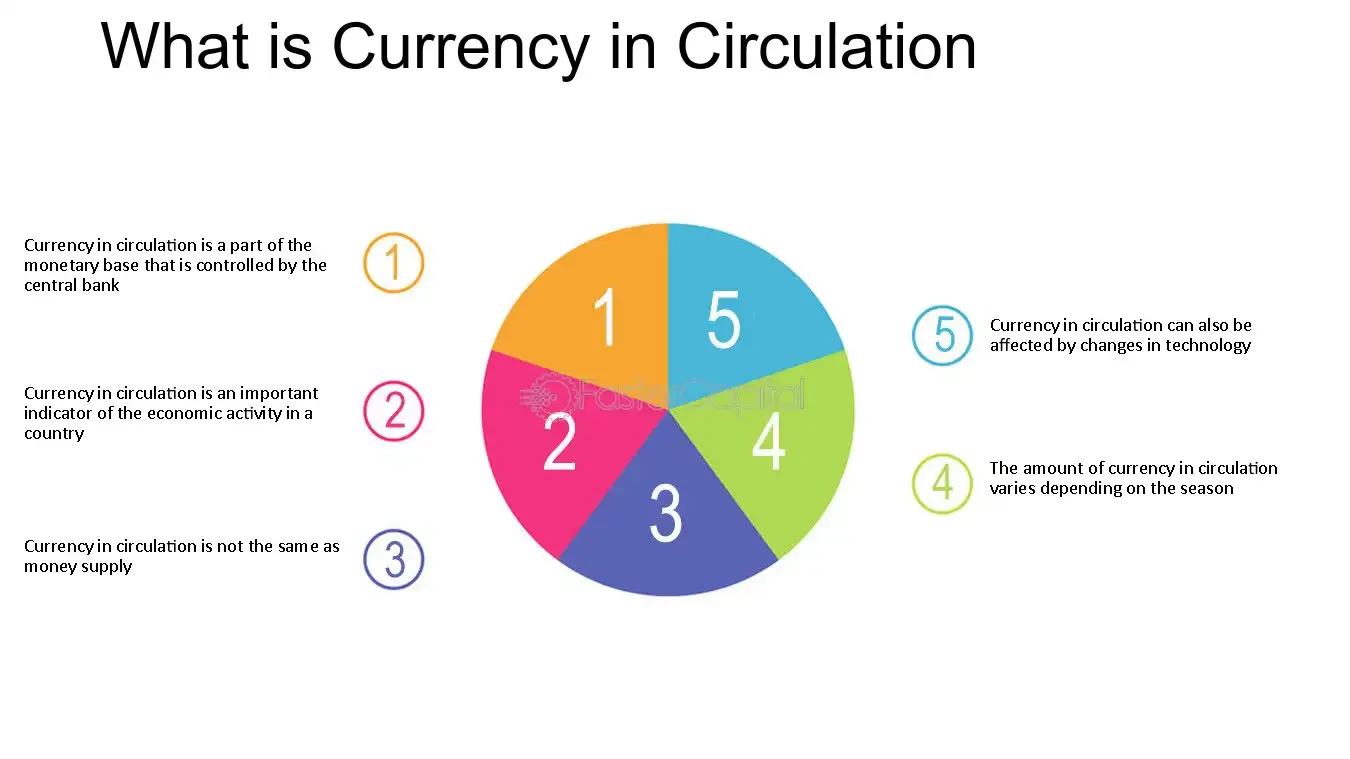 What is Currency in Circulation
Currency in circulation is a part of the
monetary base that is controlled by the
central bank
1
Currency in circulation is an important
indicator of the economic activity in a
country
2
Currency in circulation is not the same as
money supply
3
1
5
2
4
3
FasterCapital
5
Currency in circulation can also be
affected by changes in technology
4
The amount of currency in circulation
varies depending on the season